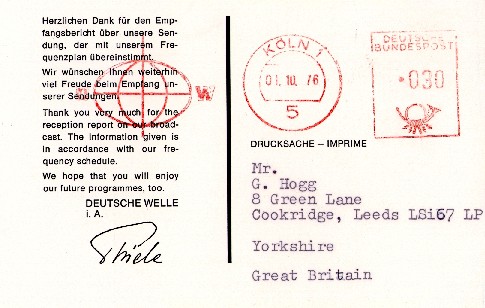 Herzlichen Dank für den Emp-
fangsbericht über unsere Sen-
dung, der mit unserem Fre-
quenzplan übereinstimmt.
Wir wünschen Ihnen weiterhin
viel Freude beim Empfang un-
serer Sendungen.
Thank you very much for the
reception report on our broad-
cast. The information given is
in accordance with our fre-
quency schedule.
We hope that you will enjoy
our future programmes, too.
DEUTSCHE WELLE
i. A.
Thiele
W
KÖLN 1
01.10.76
5
DEUTSCHE
BUNDESPOST
030
DRUCKSACHE – IMPRIME
Mr.
G. Hogg
8 Green Lane
Cookridge, Leeds LSi67 LP
Yorkshire
Great Britain